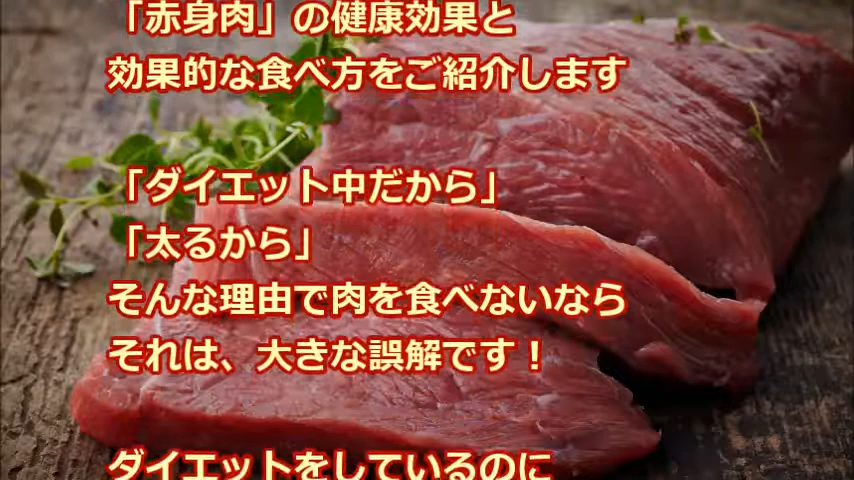 「赤身肉」の健康効果と
効果的な食べ方をご紹介します
「ダイエット中だから」
「太るから」
そんな理由で肉を食べないなら
それは、大きな誤解です！
ダイエットをしているのに